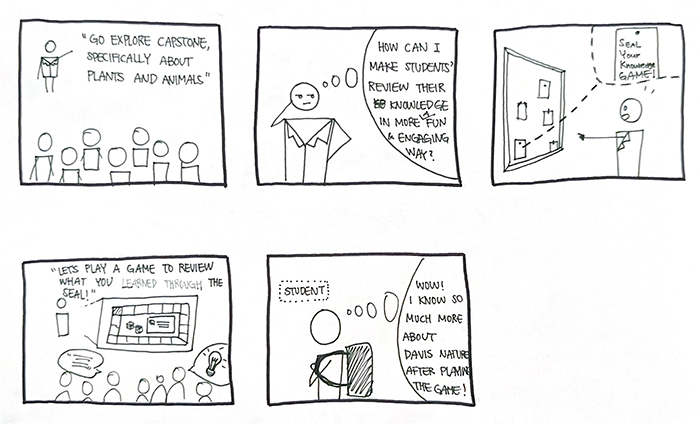 "GO EXPLORE CAPSTONE,
SPECIFICALLY ABOUT
PLANTS AND ANIMALS"
HOW CAN I
MAKE STUDENTS'
REVIEW THEIR
KNOWLEDGE
IN MORE FUN
& ENGAGING
WAY?
SEAL
Your
Knowledge
GAME!
"LETS PLAY A GAME TO REVIEW
WHAT YOU LEARNED THROUGH THE
SEAL!"
STUDENT
WOW!
I KNOW SO
MUCH MORE
ABOUT
DAVIS NATURE
AFTER PLAYING
THE GAME!